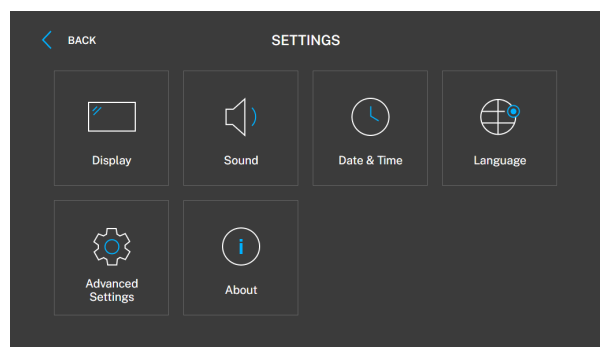 BACK
SETTINGS
Display
Sound
Date & Time
Language
Advanced
Settings
i
About